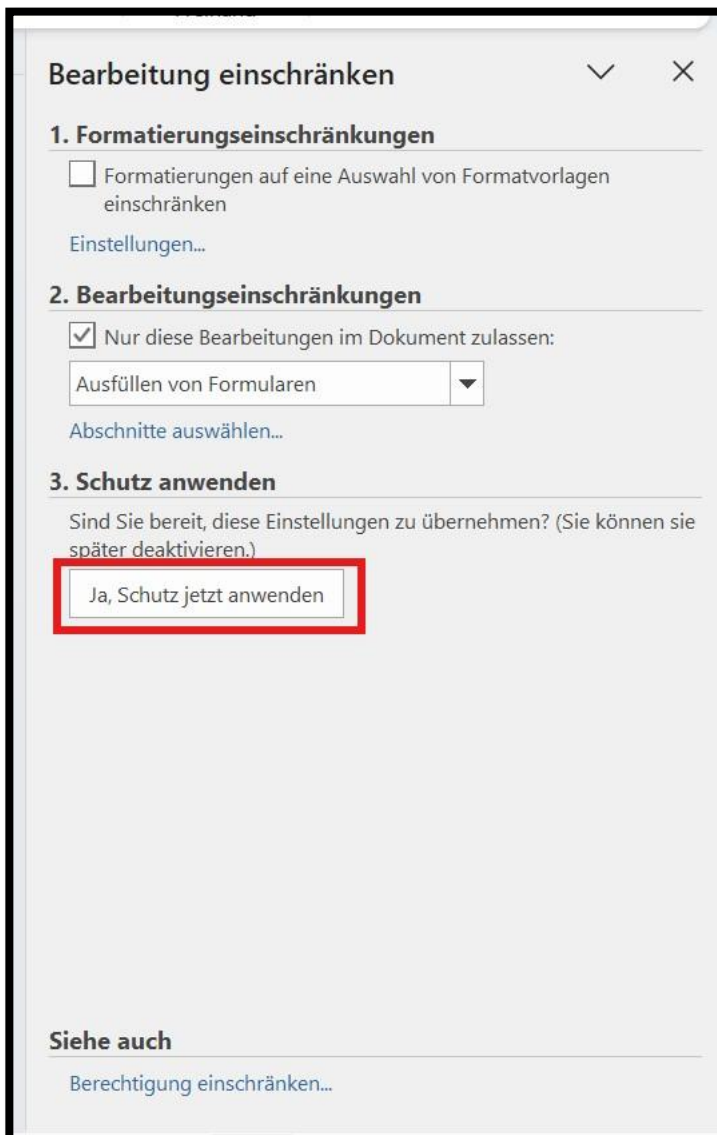 Bearbeitung einschränken
1. Formatierungseinschränkungen
Formatierungen auf eine Auswahl von Formatvorlagen
einschränken
Einstellungen...
2. Bearbeitungseinschränkungen
Nur diese Bearbeitungen im Dokument zulassen:
Ausfüllen von Formularen
Abschnitte auswählen...
3. Schutz anwenden
Sind Sie bereit, diese Einstellungen zu übernehmen? (Sie können sie
später deaktivieren.)
Ja, Schutz jetzt anwenden
Siehe auch
Berechtigung einschränken...